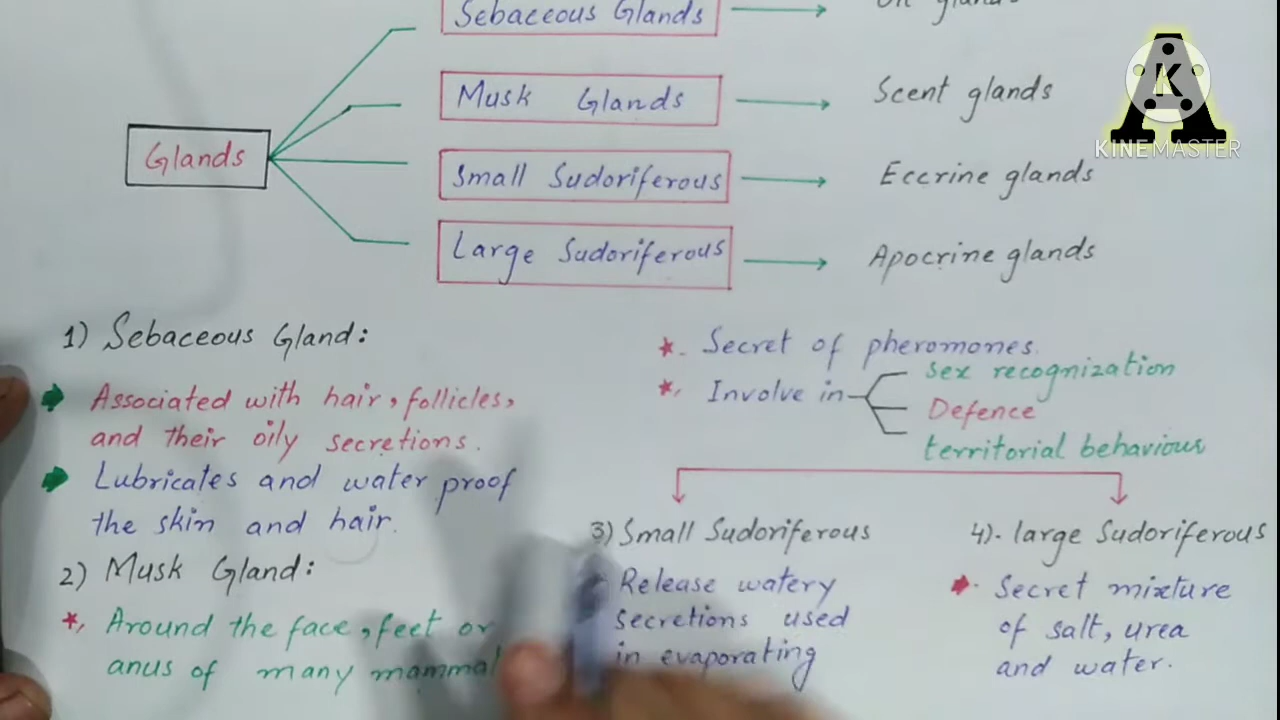 Sebaceous Glands
glands
Musk Glands
Scent glands
Glands
Small Sudoriferous
Eccrine glands
Large Sudoriferous
Apocrine glands
1) Sebaceous Gland:
Associated with hair, follicles,
and their oily secretions.
Lubricates and water proof
the skin and hair.
2) Musk Gland:
Around the face, feet or
anus of many mammal
Secret of pheromones.
Involve in
sex recognization
Defence
territorial behaviour
3) Small Sudoriferous
Release watery
secretions used
in evaporating
4). large Sudoriferous
Secret mixture
of salt, urea
and water.
K
A
KINEMASTER